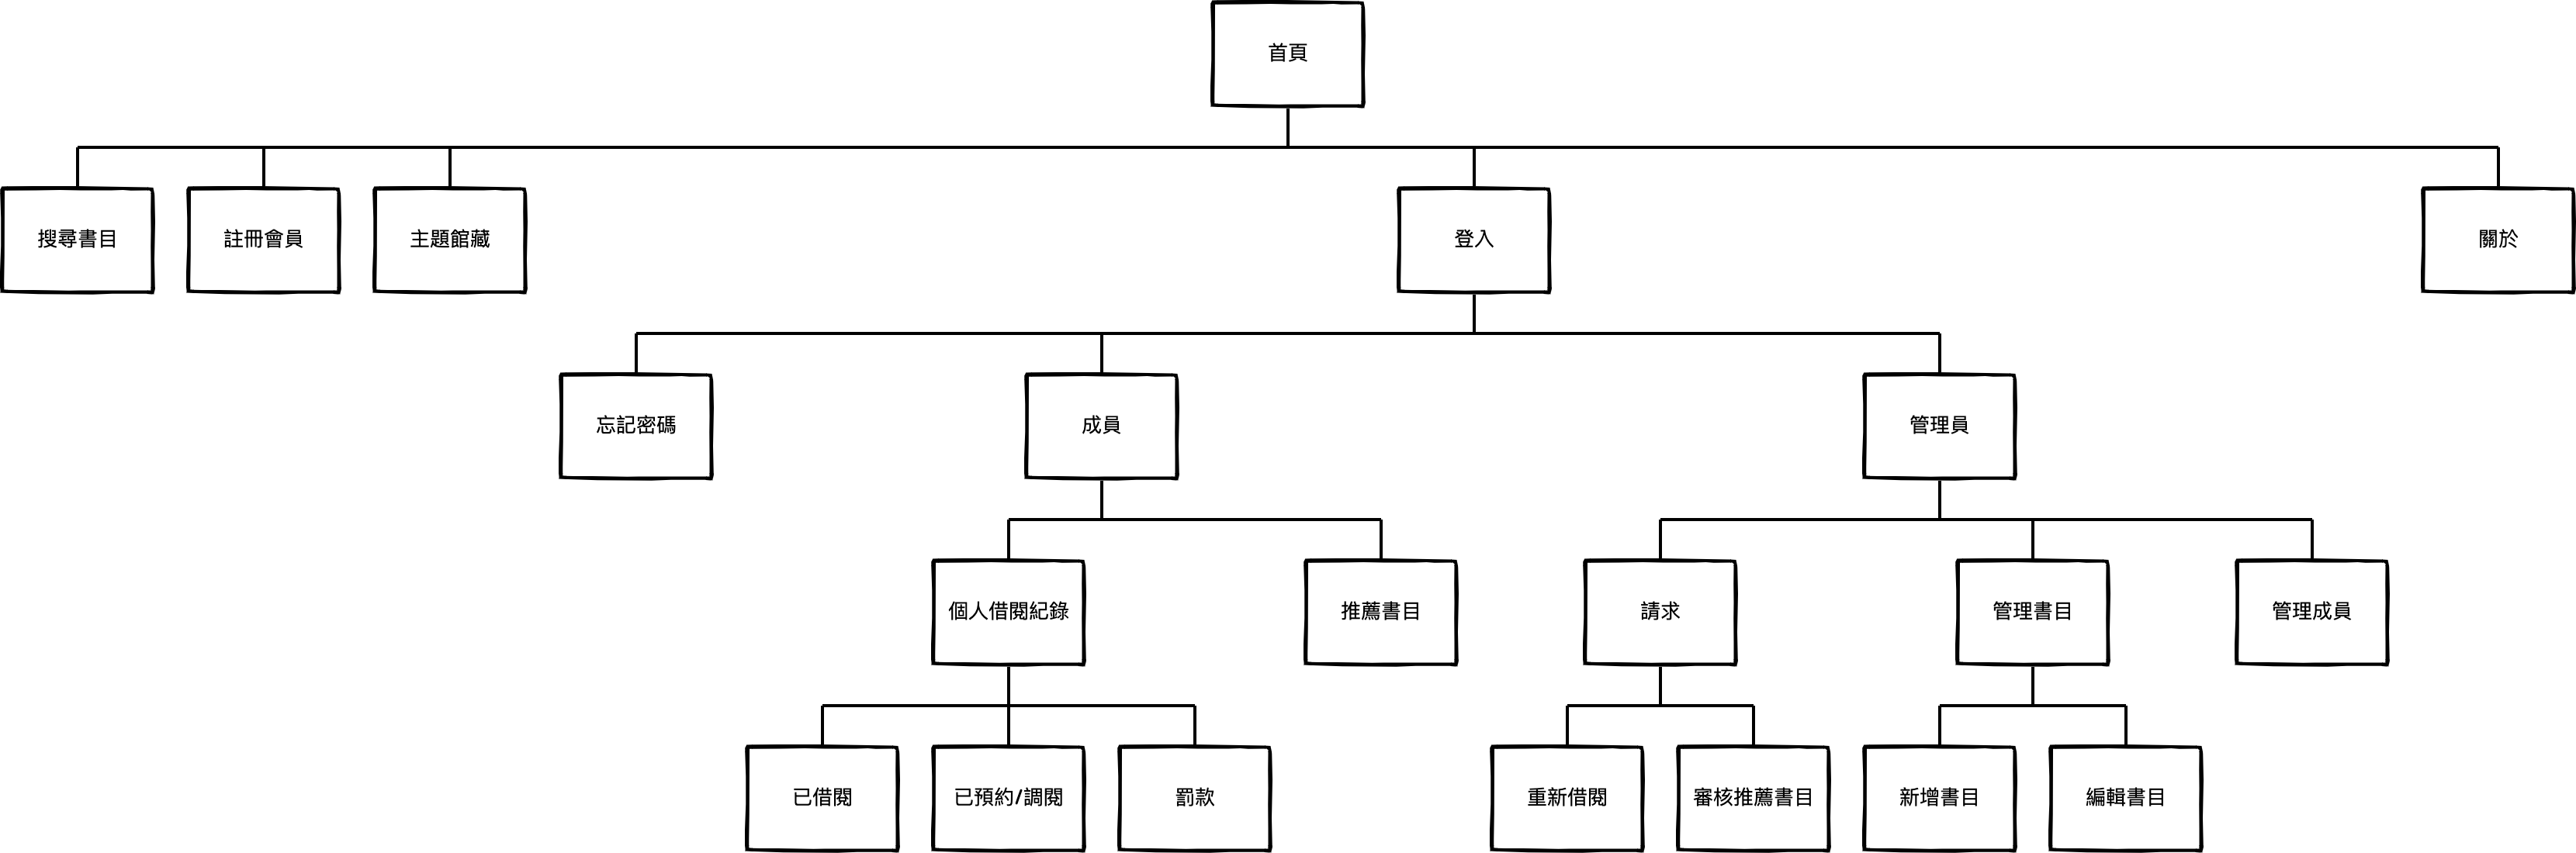 首頁
搜尋書目
註冊會員
主題館藏
登入
關於
忘記密碼
成員
管理員
個人借閱紀錄
推薦書目
請求
管理書目
管理成員
已借閱
已預約/調閱
罰款
重新借閱
審核推薦書目
新增書目
編輯書目